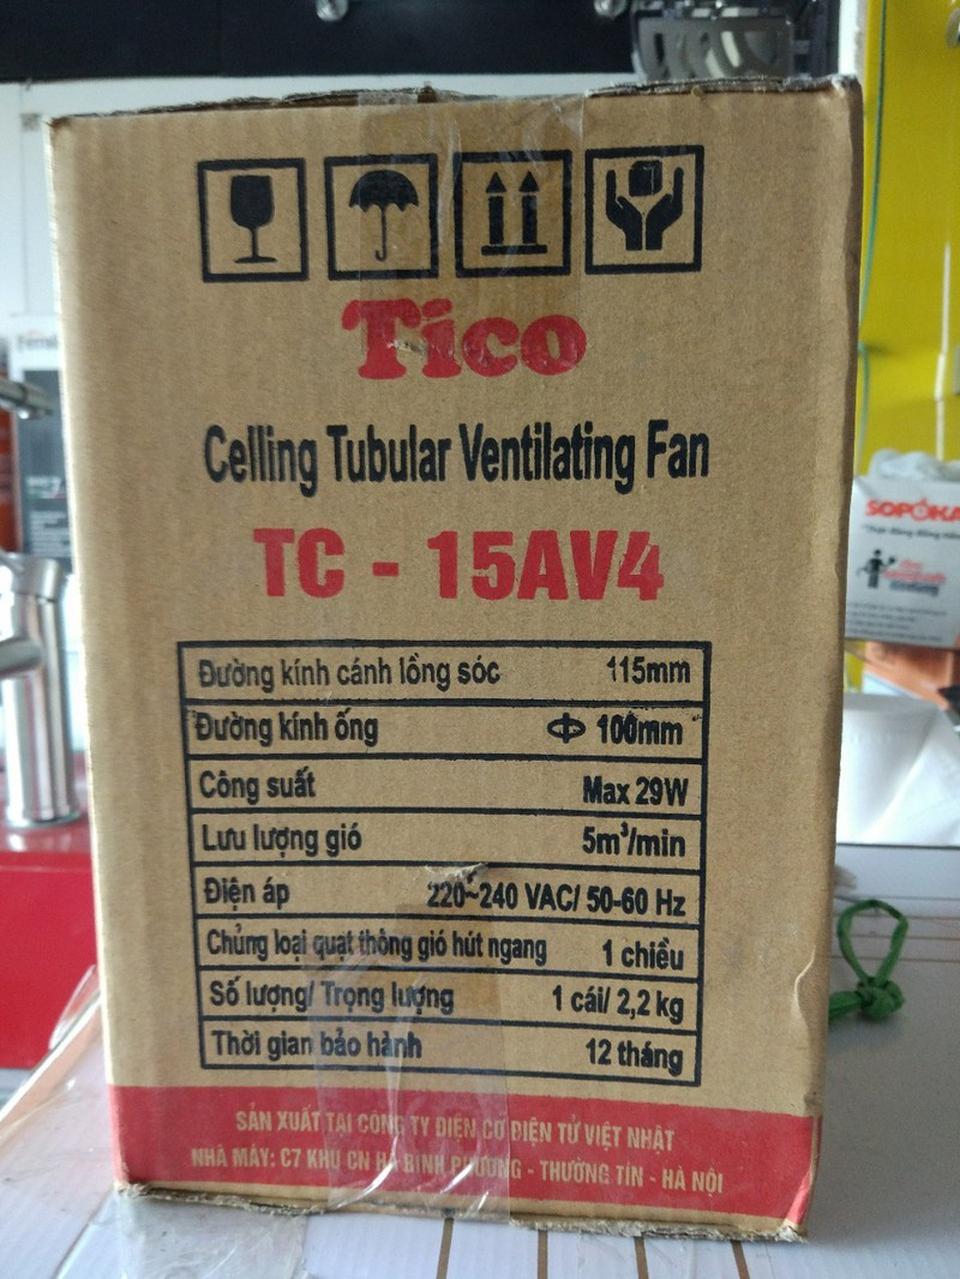 Tico
Celling Tubular Ventilating Fan
TC - 15AV4
Đường kính cánh lồng sóc 115mm
Đường kính ống Φ 100mm
Công suất Max 29W
Lưu lượng gió 5m³/min
Điện áp 220~240 VAC/ 50-60 Hz
Chủng loại quạt thông gió hút ngang 1 chiều
Số lượng/ Trọng lượng 1 cái/ 2,2 kg
Thời gian bảo hành 12 tháng
SẢN XUẤT TẠI CÔNG TY ĐIỆN CƠ ĐIỆN TỬ VIỆT NHẬT
NHÀ MÁY: C7 KHU CN HÀ BÌNH PHƯƠNG - THƯỜNG TÍN - HÀ NỘI
SOPOKA